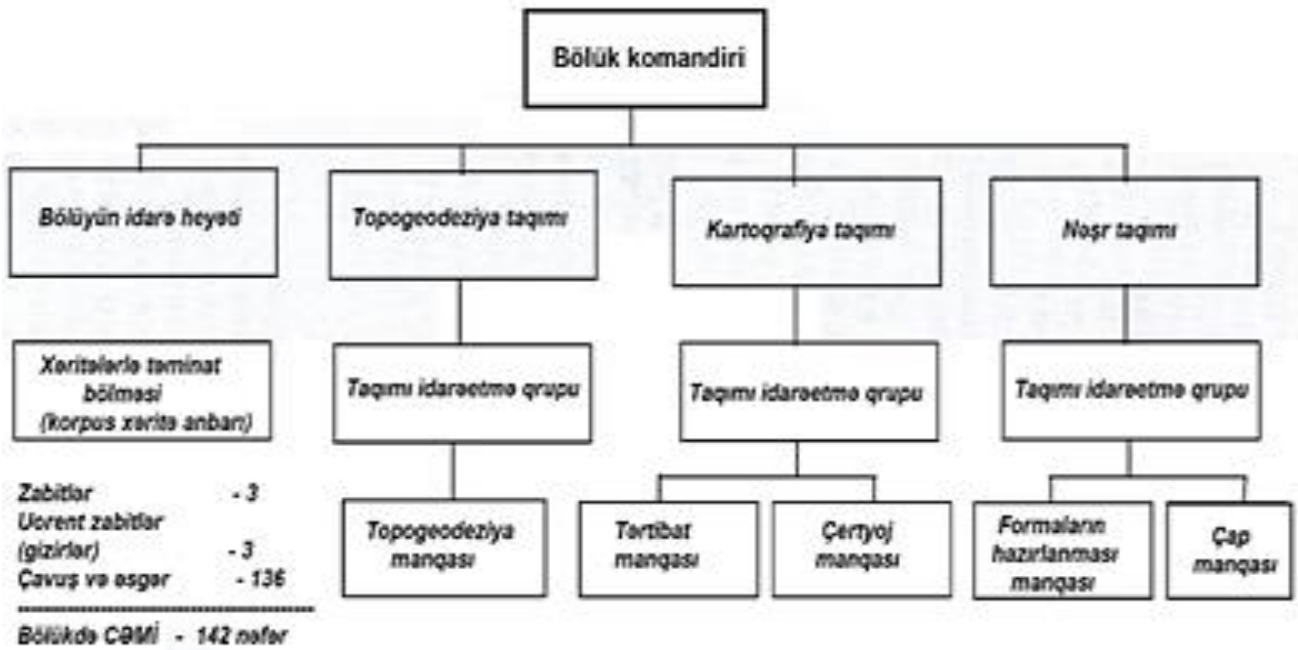 Bölük komandiri
Bölüyün idarə heyəti
Topogeodeziya taqımı
Kartoqrafiya taqımı
Nəşr taqımı
Xəritələrlə təminat
bölməsi
(korpus xəritə anbarı)
Taqımı idarəetmə qrupu
Taqımı idarəetmə qrupu
Taqımı idarəetmə qrupu
Topogeodeziya
manqası
Tərtibat
manqası
Çertyoj
manqası
Formaların
hazırlanması
manqası
Çap
manqası
Zabitlər - 3
Uorent zabitlər
(gizirlər) - 3
Çavuş və əsgər - 136
Bölükdə CƏMİ - 142 nəfər